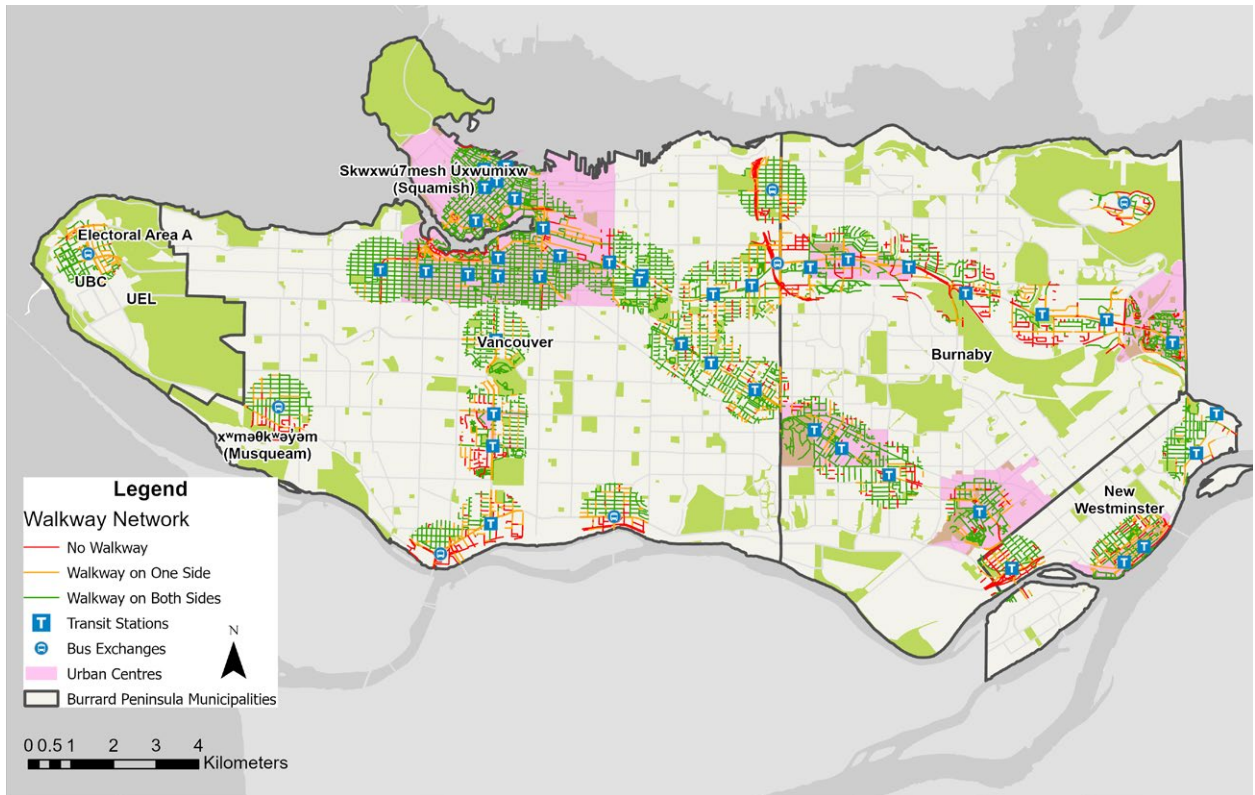 Skwxwú7mesh Úxwumixw
(Squamish)
Electoral Area A
UBC
UEL
Vancouver
Burnaby
xʷməθkʷəy̓əm
(Musqueam)
New
Westminster
Legend
Walkway Network
No Walkway
Walkway on One Side
Walkway on Both Sides
T Transit Stations
Bus Exchanges
N
Urban Centres
Burrard Peninsula Municipalities
0 0.5 1 2 3 4
Kilometers